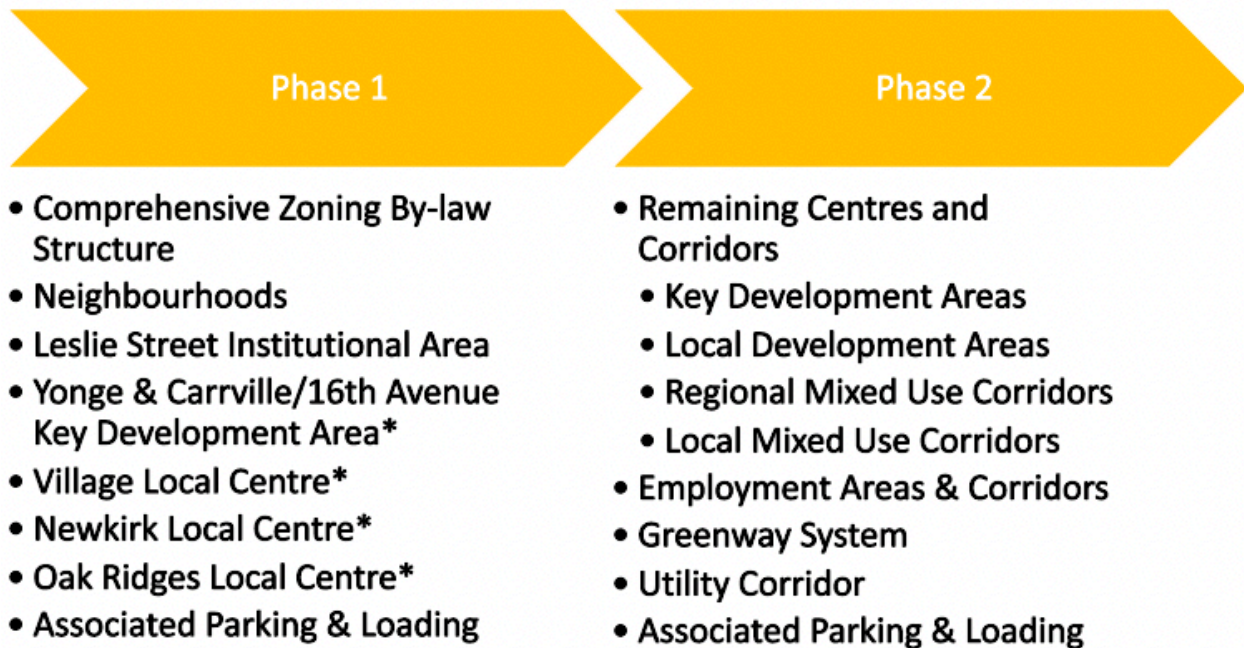 Phase 1
• Comprehensive Zoning By-law
Structure
• Neighbourhoods
• Leslie Street Institutional Area
• Yonge & Carrville/16th Avenue
Key Development Area*
• Village Local Centre*
• Newkirk Local Centre*
• Oak Ridges Local Centre*
• Associated Parking & Loading
Phase 2
• Remaining Centres and
Corridors
• Key Development Areas
• Local Development Areas
• Regional Mixed Use Corridors
• Local Mixed Use Corridors
• Employment Areas & Corridors
• Greenway System
• Utility Corridor
• Associated Parking & Loading